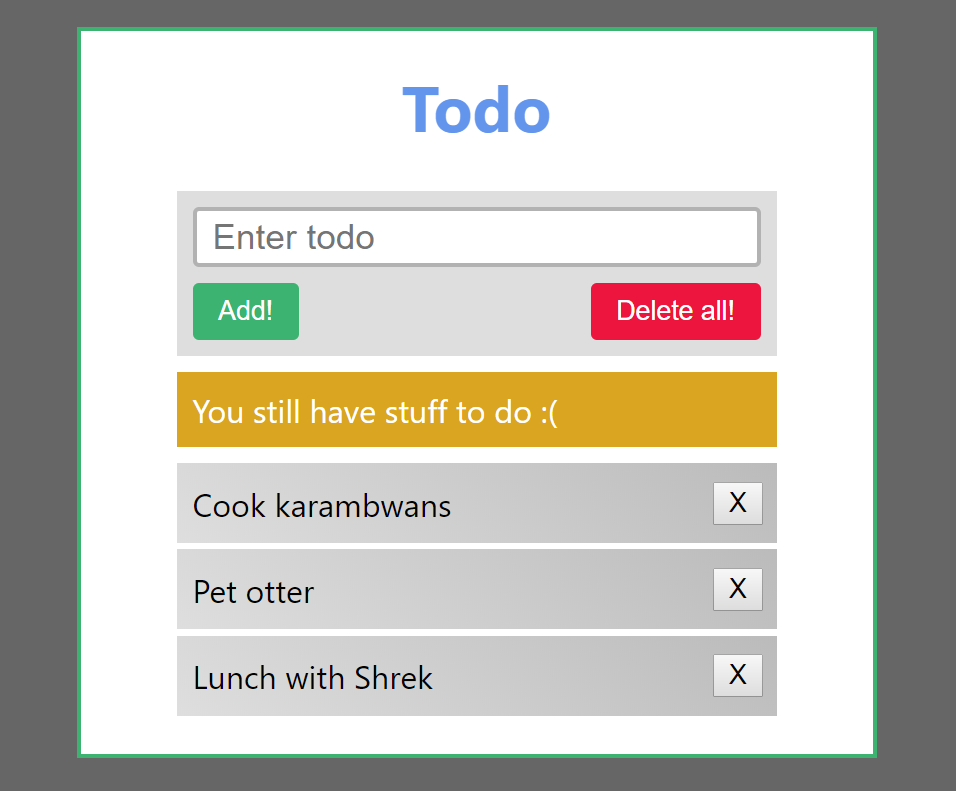 Todo
Enter todo
Add!
Delete all!
You still have stuff to do :(
Cook karambwans
X
Pet otter
X
Lunch with Shrek
X